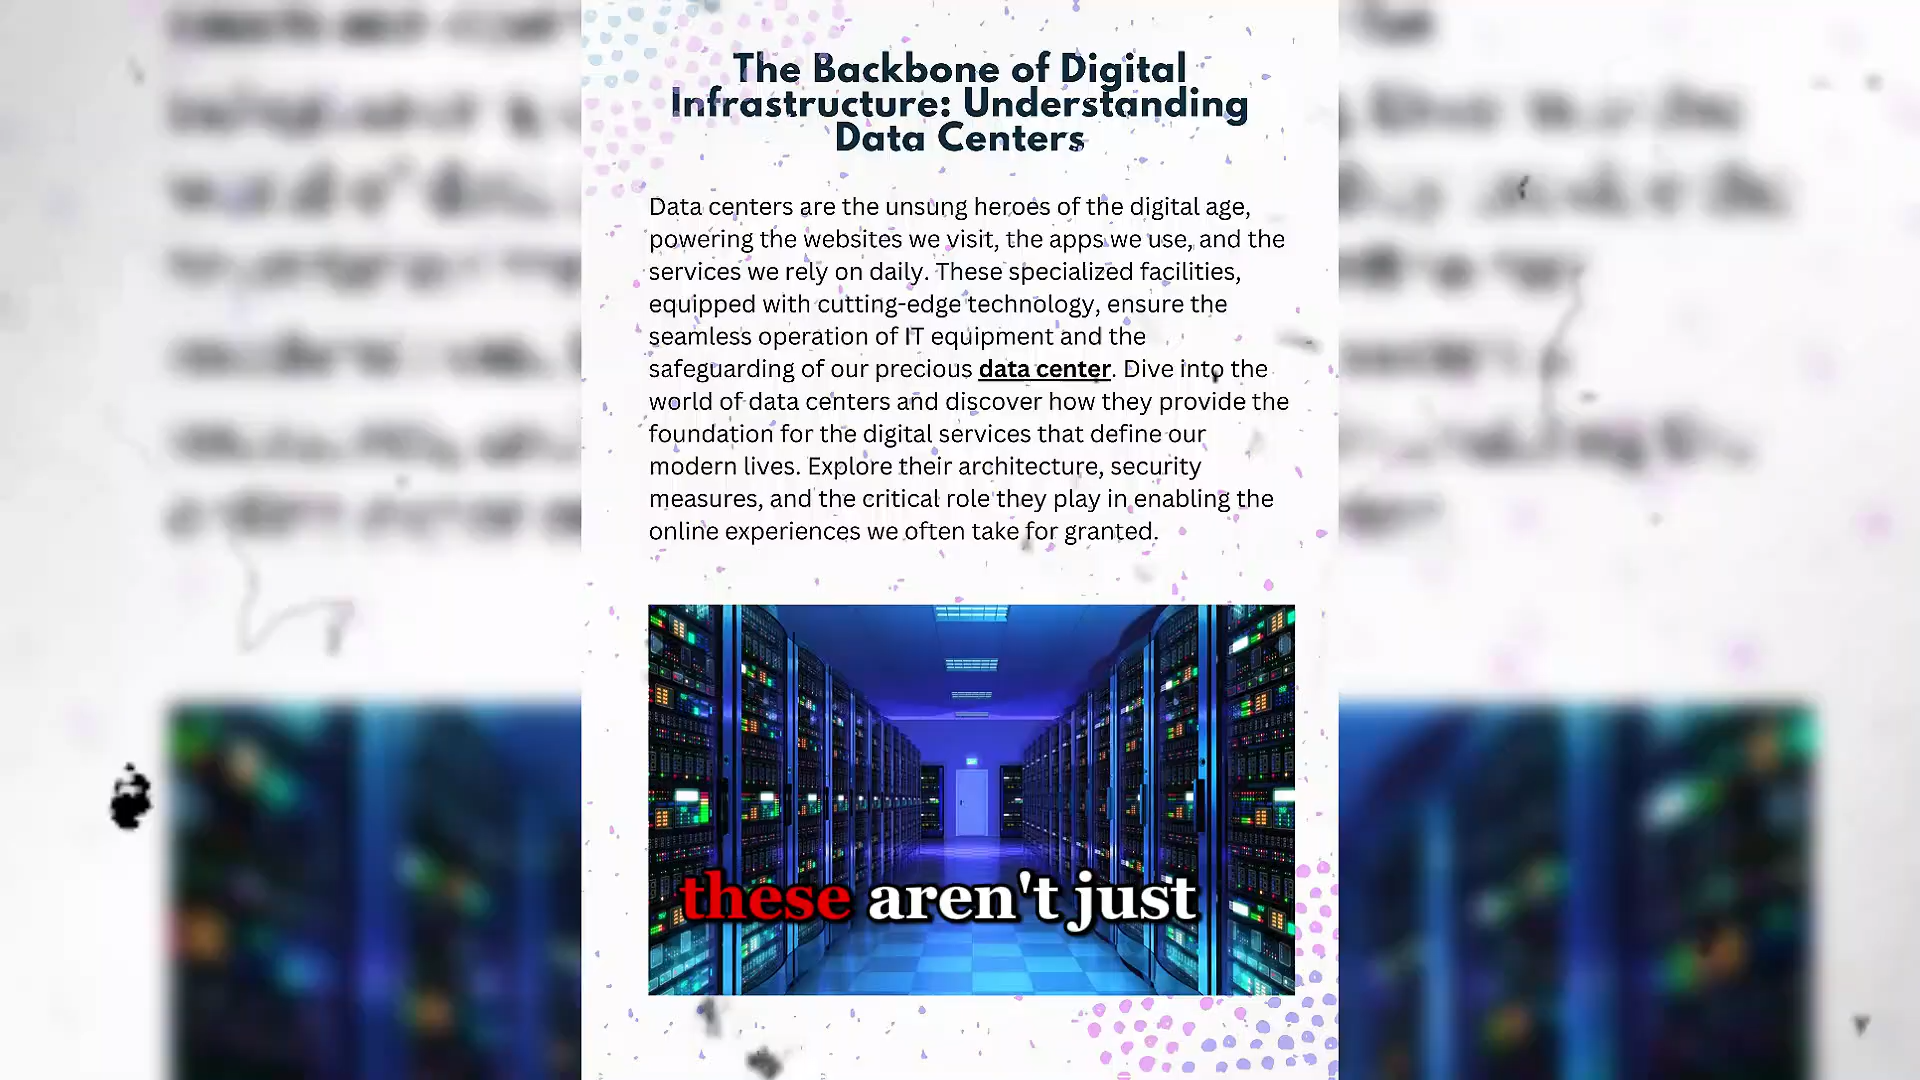 The Backbone of Digital
Infrastructure: Understanding
Data Centers
Data centers are the unsung heroes of the digital age,
powering the websites we visit, the apps we use, and the
services we rely on daily. These specialized facilities,
equipped with cutting-edge technology, ensure the
seamless operation of IT equipment and the
safeguarding of our precious data center. Dive into the
world of data centers and discover how they provide the
foundation for the digital services that define our
modern lives. Explore their architecture, security
measures, and the critical role they play in enabling the
online experiences we often take for granted.
these aren't just